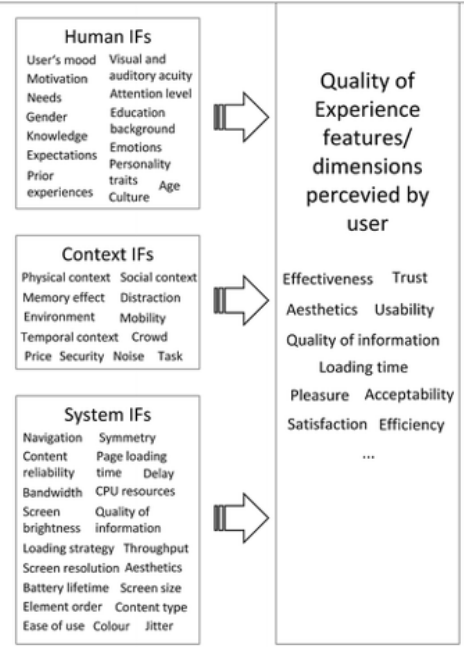 Human IFs
User's mood
Motivation
Needs
Gender
Knowledge
Expectations
Prior
experiences
Visual and
auditory acuity
Attention level
Education
background
Emotions
Personality
traits
Age
Culture
Context IFs
Physical context Social context
Memory effect Distraction
Environment Mobility
Temporal context Crowd
Price Security Noise Task
System IFs
Navigation Symmetry
Content
reliability
Page loading
time
Delay
Bandwidth CPU resources
Screen
brightness
Quality of
information
Loading strategy Throughput
Screen resolution Aesthetics
Battery lifetime Screen size
Element order Content type
Ease of use Colour Jitter
Quality of
Experience
features/
dimensions
percevied by
user
Effectiveness Trust
Aesthetics Usability
Quality of information
Loading time
Pleasure Acceptability
Satisfaction Efficiency
...